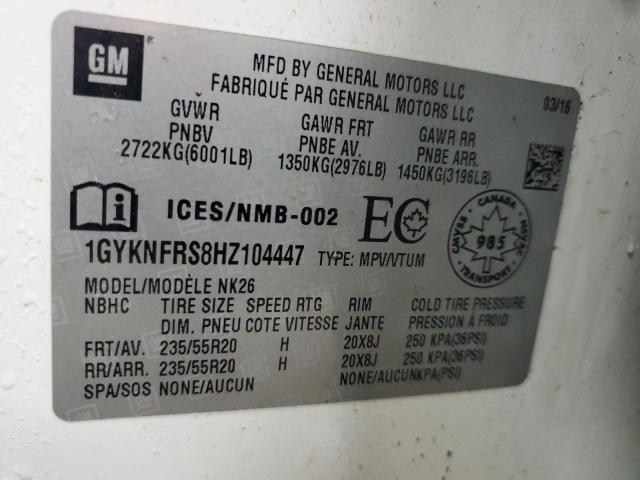 GM
MFD BY GENERAL MOTORS LLC
FABRIQUÉ PAR GENERAL MOTORS LLC
03/16
GVWR GAWR FRT GAWR RR
PNBV PNBE AV. PNBE ARR.
2722KG(6001LB) 1350KG(2976LB) 1450KG(3196LB)
ICES/NMB-002 EC
CANADA
CMVSS NSVAC
985
TRANSPORT
1GYKNFRS8HZ104447 TYPE: MPV/VTUM
MODEL/MODÈLE NK26
NBHC TIRE SIZE SPEED RTG RIM COLD TIRE PRESSURE
DIM. PNEU COTE VITESSE JANTE PRESSION À FROID
FRT/AV. 235/55R20 H 20X8J 250 KPA(36PSI)
RR/ARR. 235/55R20 H 20X8J 250 KPA(36PSI)
SPA/SOS NONE/AUCUN NONE/AUCUNKPA(PSI)